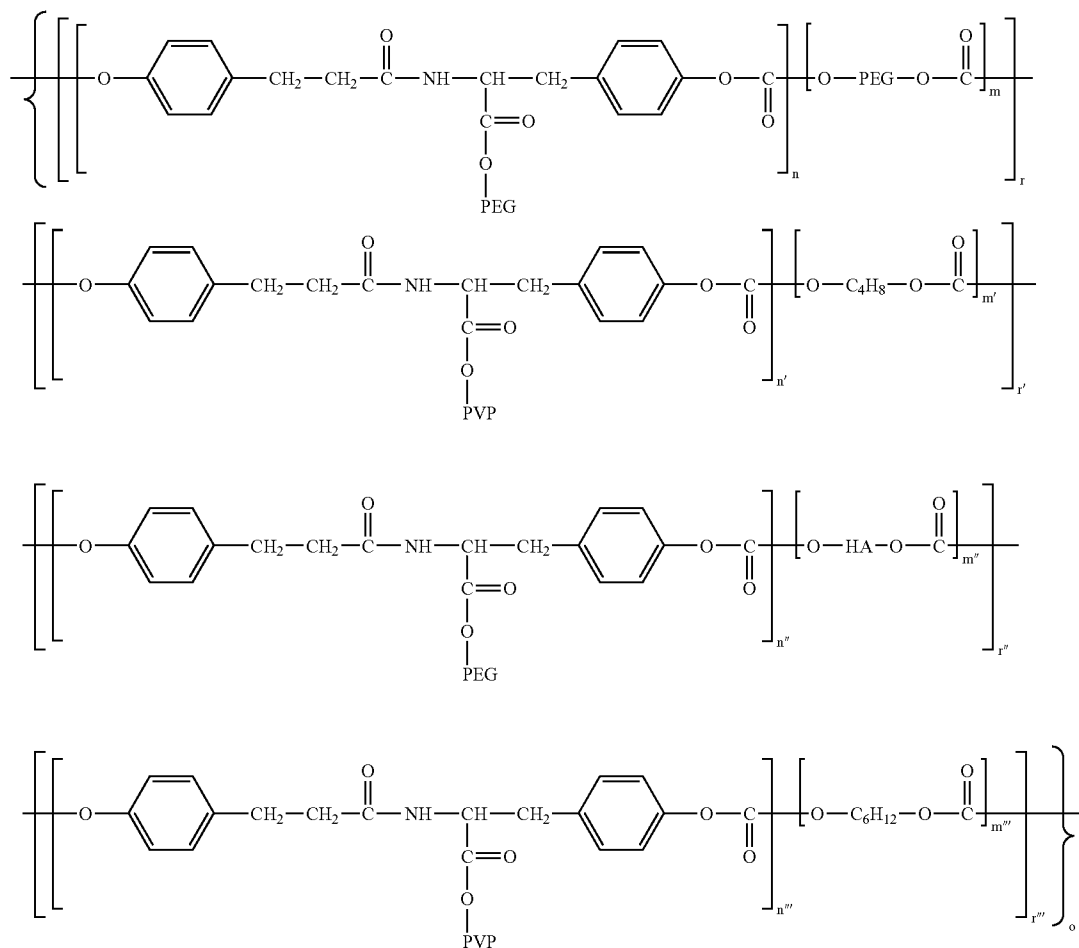 O
O CH2—CH2—C—NH—CH—CH2 O—C O—PEG—O—C m
C=O O n r
O
PEG
O
O CH2—CH2—C—NH—CH—CH2 O—C O—C4H8—O—C m′
C=O O n′ r′
O
PVP
O
O CH2—CH2—C—NH—CH—CH2 O—C O—HA—O—C m″
C=O O n″ r″
O
PEG
O
O CH2—CH2—C—NH—CH—CH2 O—C O—C6H12—O—C m‴
C=O O n‴ r‴ o
O
PVP